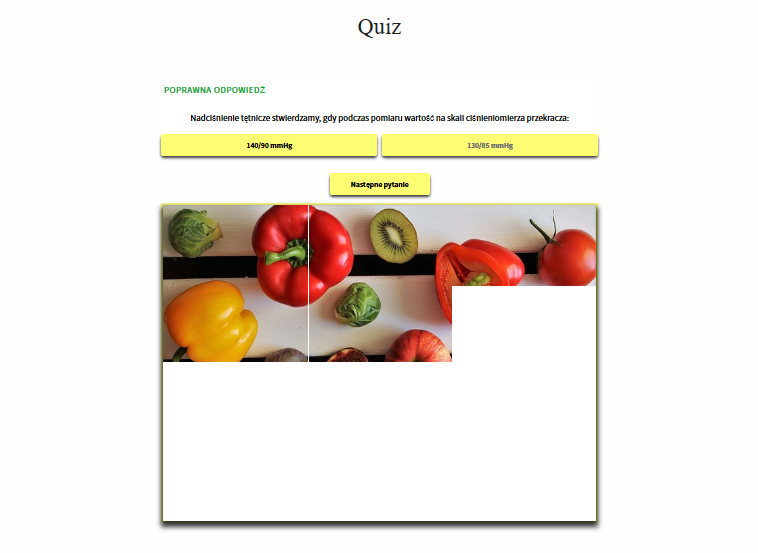 Quiz
POPRAWNA ODPOWIEDŹ
Nadciśnienie tętnicze stwierdzamy, gdy podczas pomiaru wartość na skali ciśnieniomierza przekracza:
140/90 mmHg
130/85 mmHg
Następne pytanie